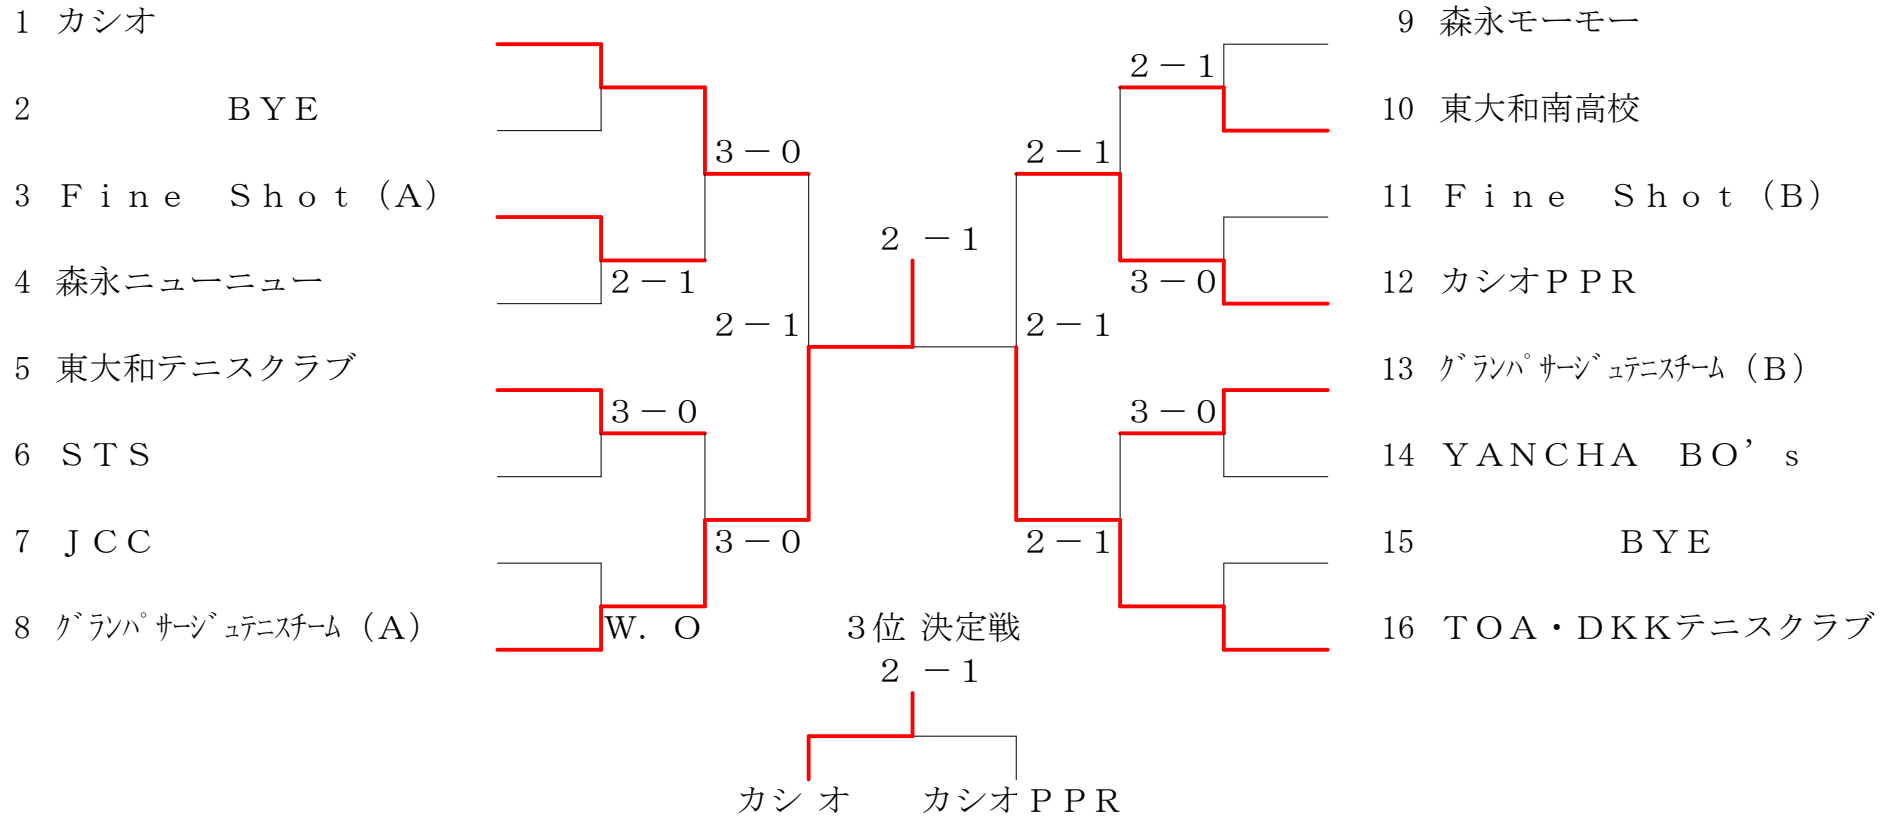 1 カシオ
2 ＢＹＥ
3 Ｆｉｎｅ　Ｓｈｏｔ（Ａ）
4 森永ニューニュー
5 東大和テニスクラブ
6 ＳＴＳ
7 ＪＣＣ
8 ｸﾞﾗﾝﾊﾟｻｰｼﾞｭﾃﾆｽﾁｰﾑ（Ａ）
３－０
２－１
２－１
３－０
３－０
Ｗ．Ｏ
２－１
２－１
２－１
３－０
２－１
３－０
２－１
9 森永モーモー
10 東大和南高校
11 Ｆｉｎｅ　Ｓｈｏｔ（Ｂ）
12 カシオＰＰＲ
13 ｸﾞﾗﾝﾊﾟｻｰｼﾞｭﾃﾆｽﾁｰﾑ（Ｂ）
14 ＹＡＮＣＨＡ　ＢＯ’ｓ
15 ＢＹＥ
16 ＴＯＡ・ＤＫＫテニスクラブ
３位決定戦
２－１
カシオ　カシオＰＰＲ